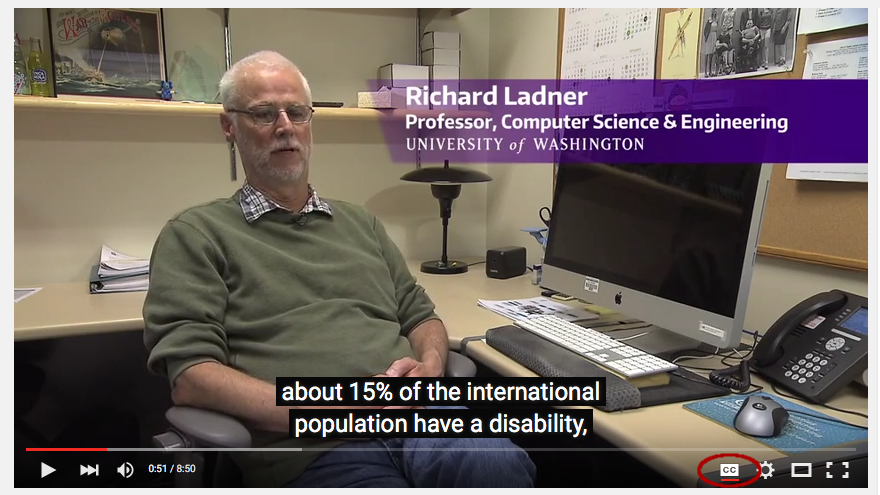 Richard Ladner
Professor, Computer Science & Engineering
UNIVERSITY of WASHINGTON
about 15% of the international
population have a disability,
0:51 / 8:50
CC